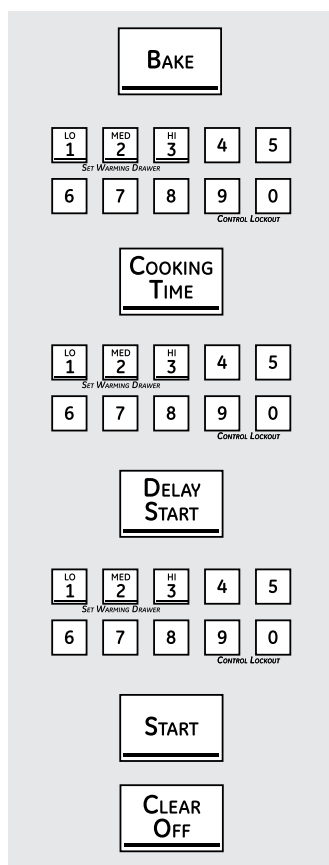 BAKE
LO MED HI
1 2 3 4 5
SET WARMING DRAWER
6 7 8 9 0
CONTROL LOCKOUT
COOKING
TIME
LO MED HI
1 2 3 4 5
SET WARMING DRAWER
6 7 8 9 0
CONTROL LOCKOUT
DELAY
START
LO MED HI
1 2 3 4 5
SET WARMING DRAWER
6 7 8 9 0
CONTROL LOCKOUT
START
CLEAR
OFF